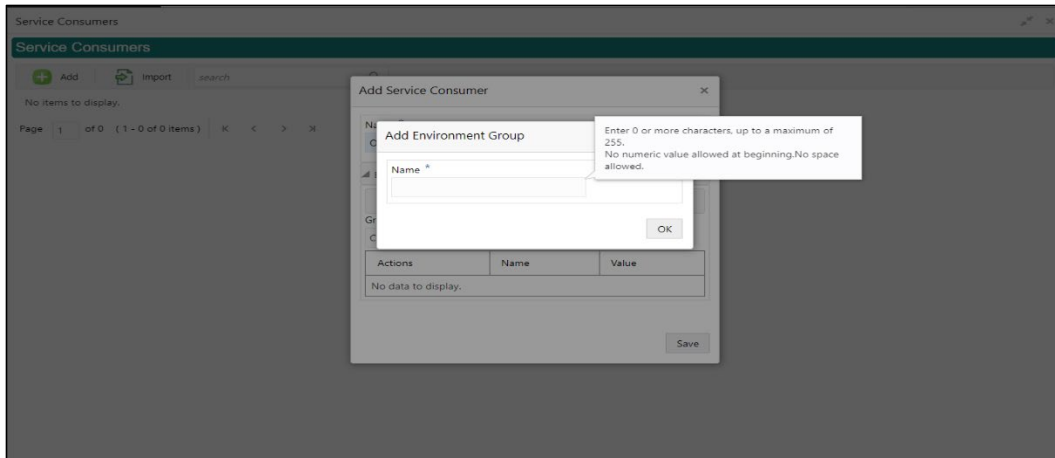 Service Consumers
Service Consumers
Add Import search
No items to display.
Page 1 of 0 (1 - 0 of 0 items)
Add Service Consumer
Add Environment Group
Enter 0 or more characters, up to a maximum of
255.
No numeric value allowed at beginning.No space
allowed.
Name *
OK
Actions Name Value
No data to display.
Save